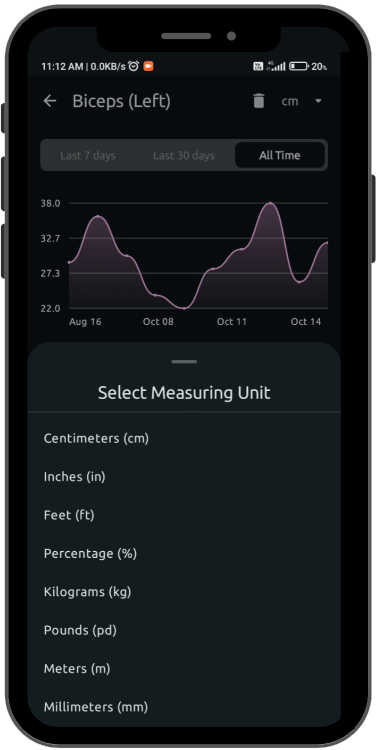 11:12 AM | 0.0KB/s
4G
20%
Biceps (Left)
cm
Last 7 days
Last 30 days
All Time
38.0
32.7
27.3
22.0
Aug 16
Oct 08
Oct 11
Oct 14
Select Measuring Unit
Centimeters (cm)
Inches (in)
Feet (ft)
Percentage (%)
Kilograms (kg)
Pounds (pd)
Meters (m)
Millimeters (mm)